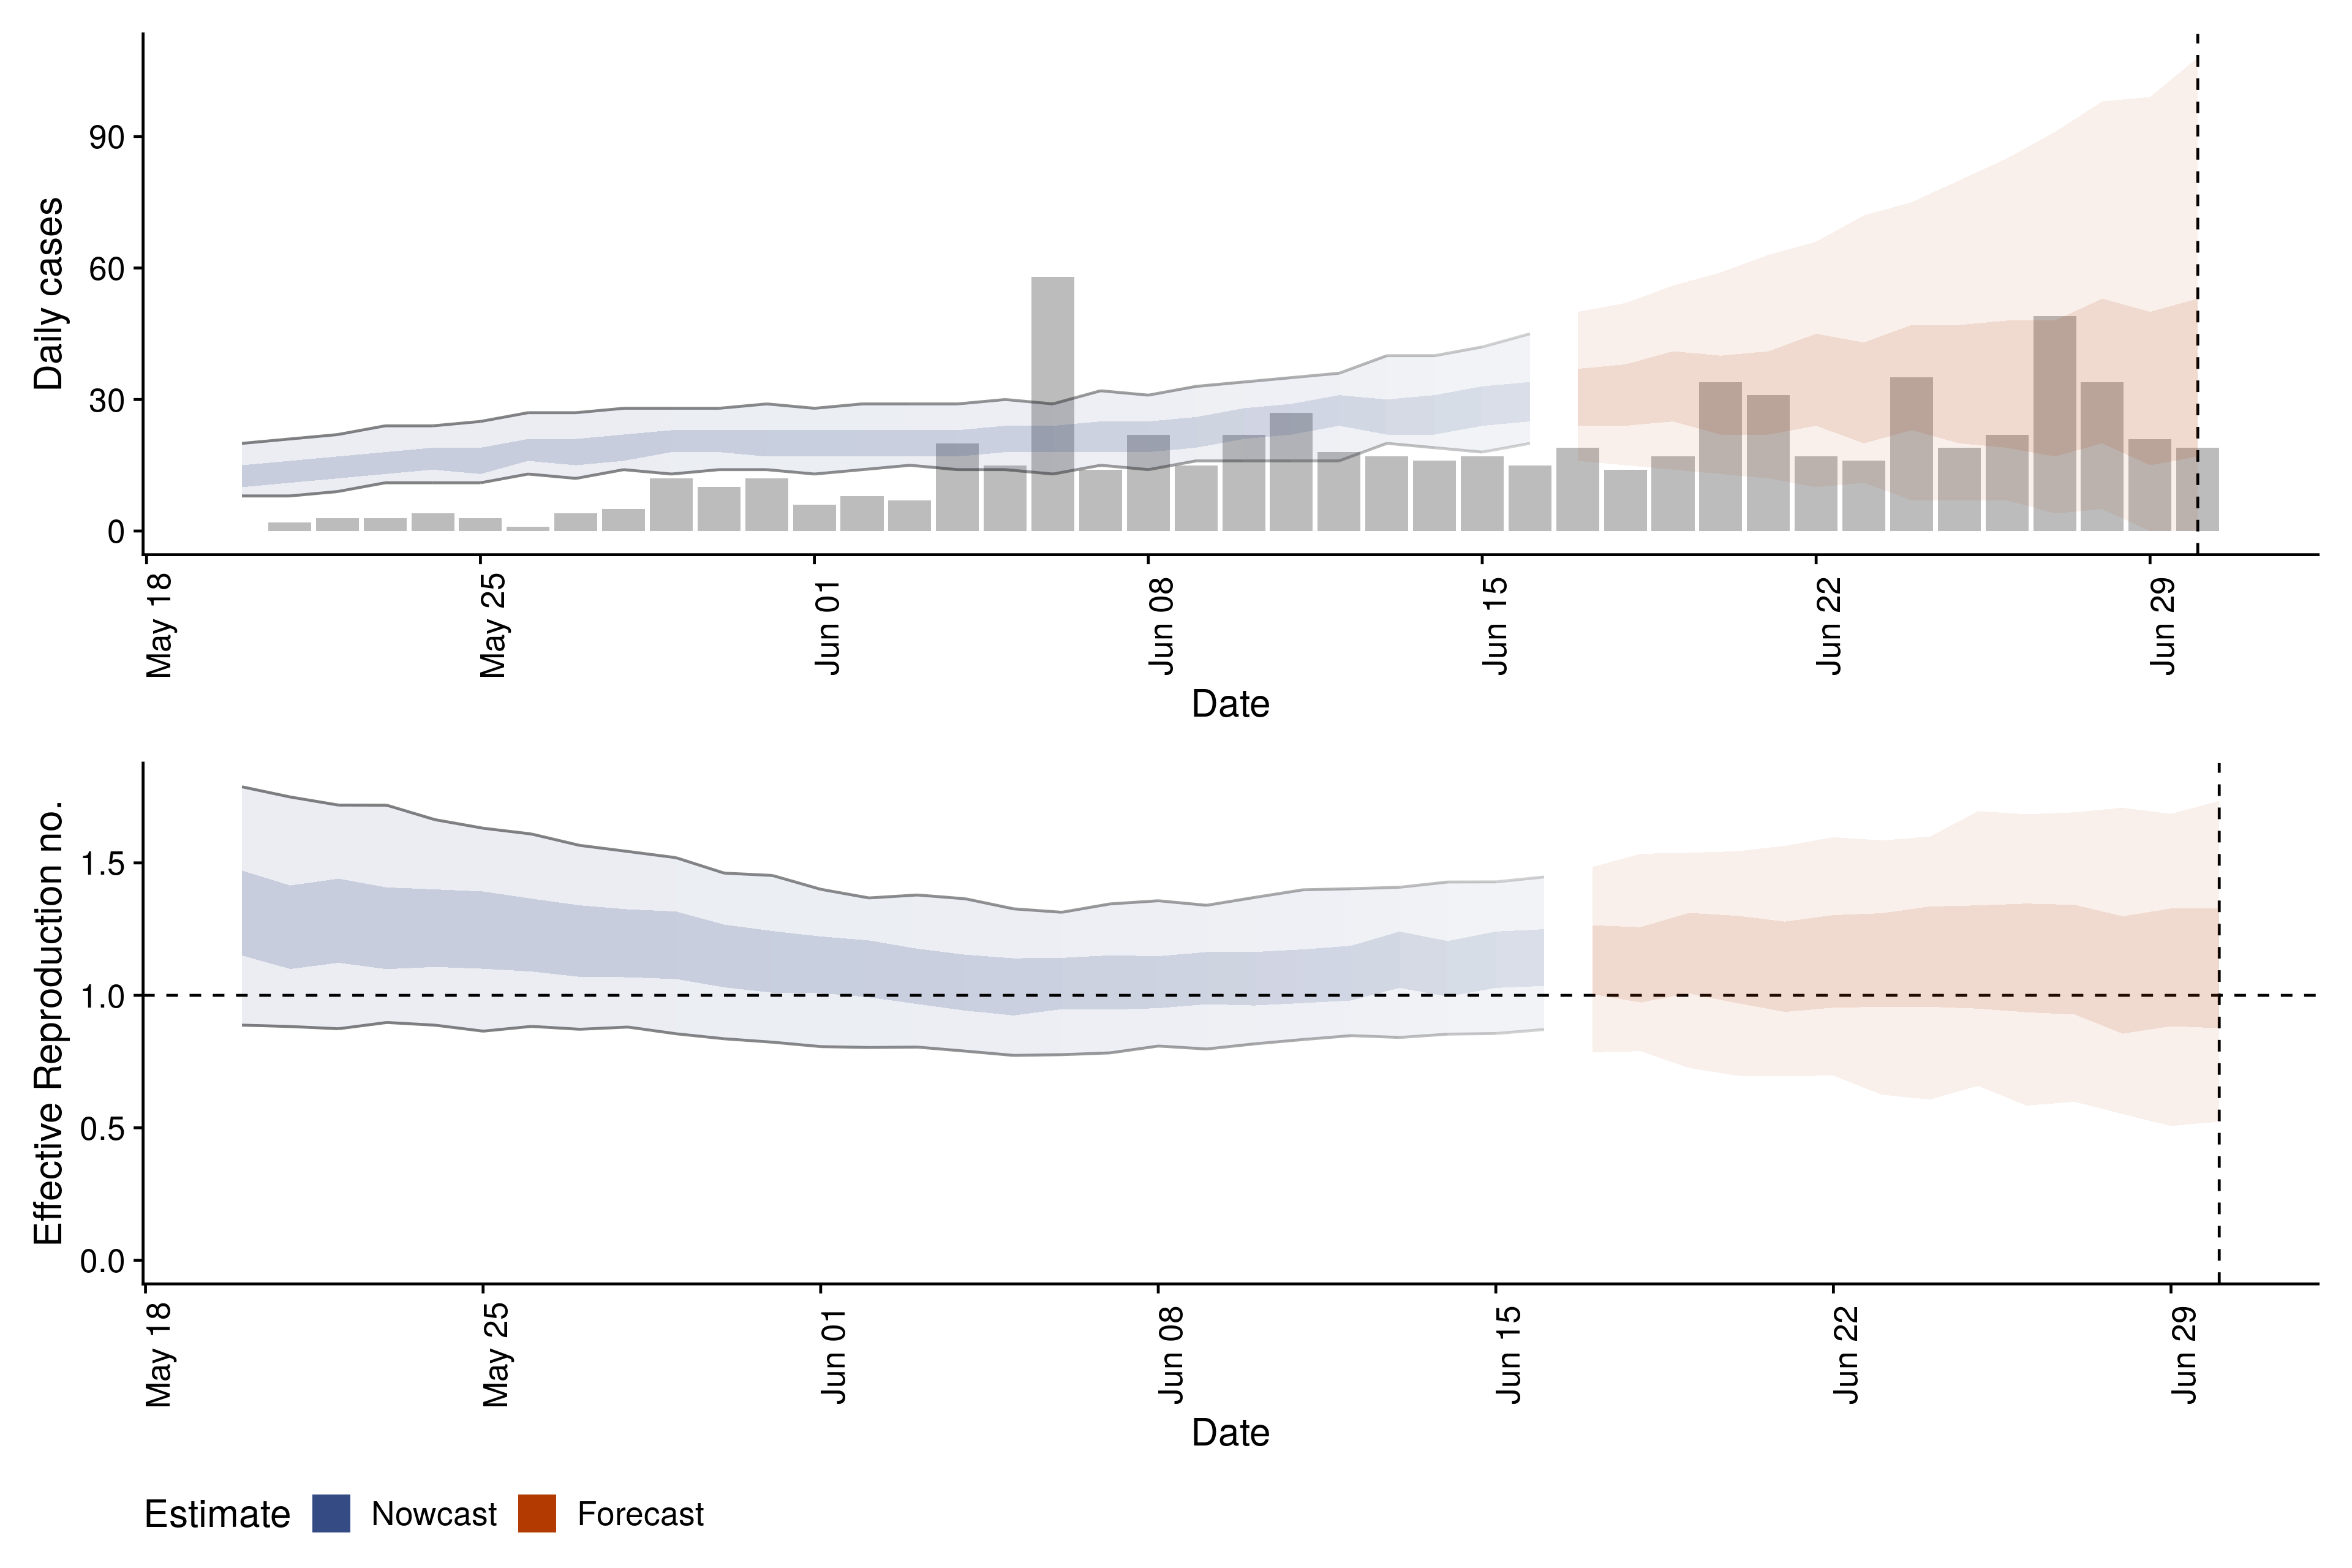 Daily cases
90
60
30
0
May 18
May 25
Jun 01
Jun 08
Jun 15
Jun 22
Jun 29
Date
Effective Reproduction no.
1.5
1.0
0.5
0.0
May 18
May 25
Jun 01
Jun 08
Jun 15
Jun 22
Jun 29
Date
Estimate Nowcast Forecast